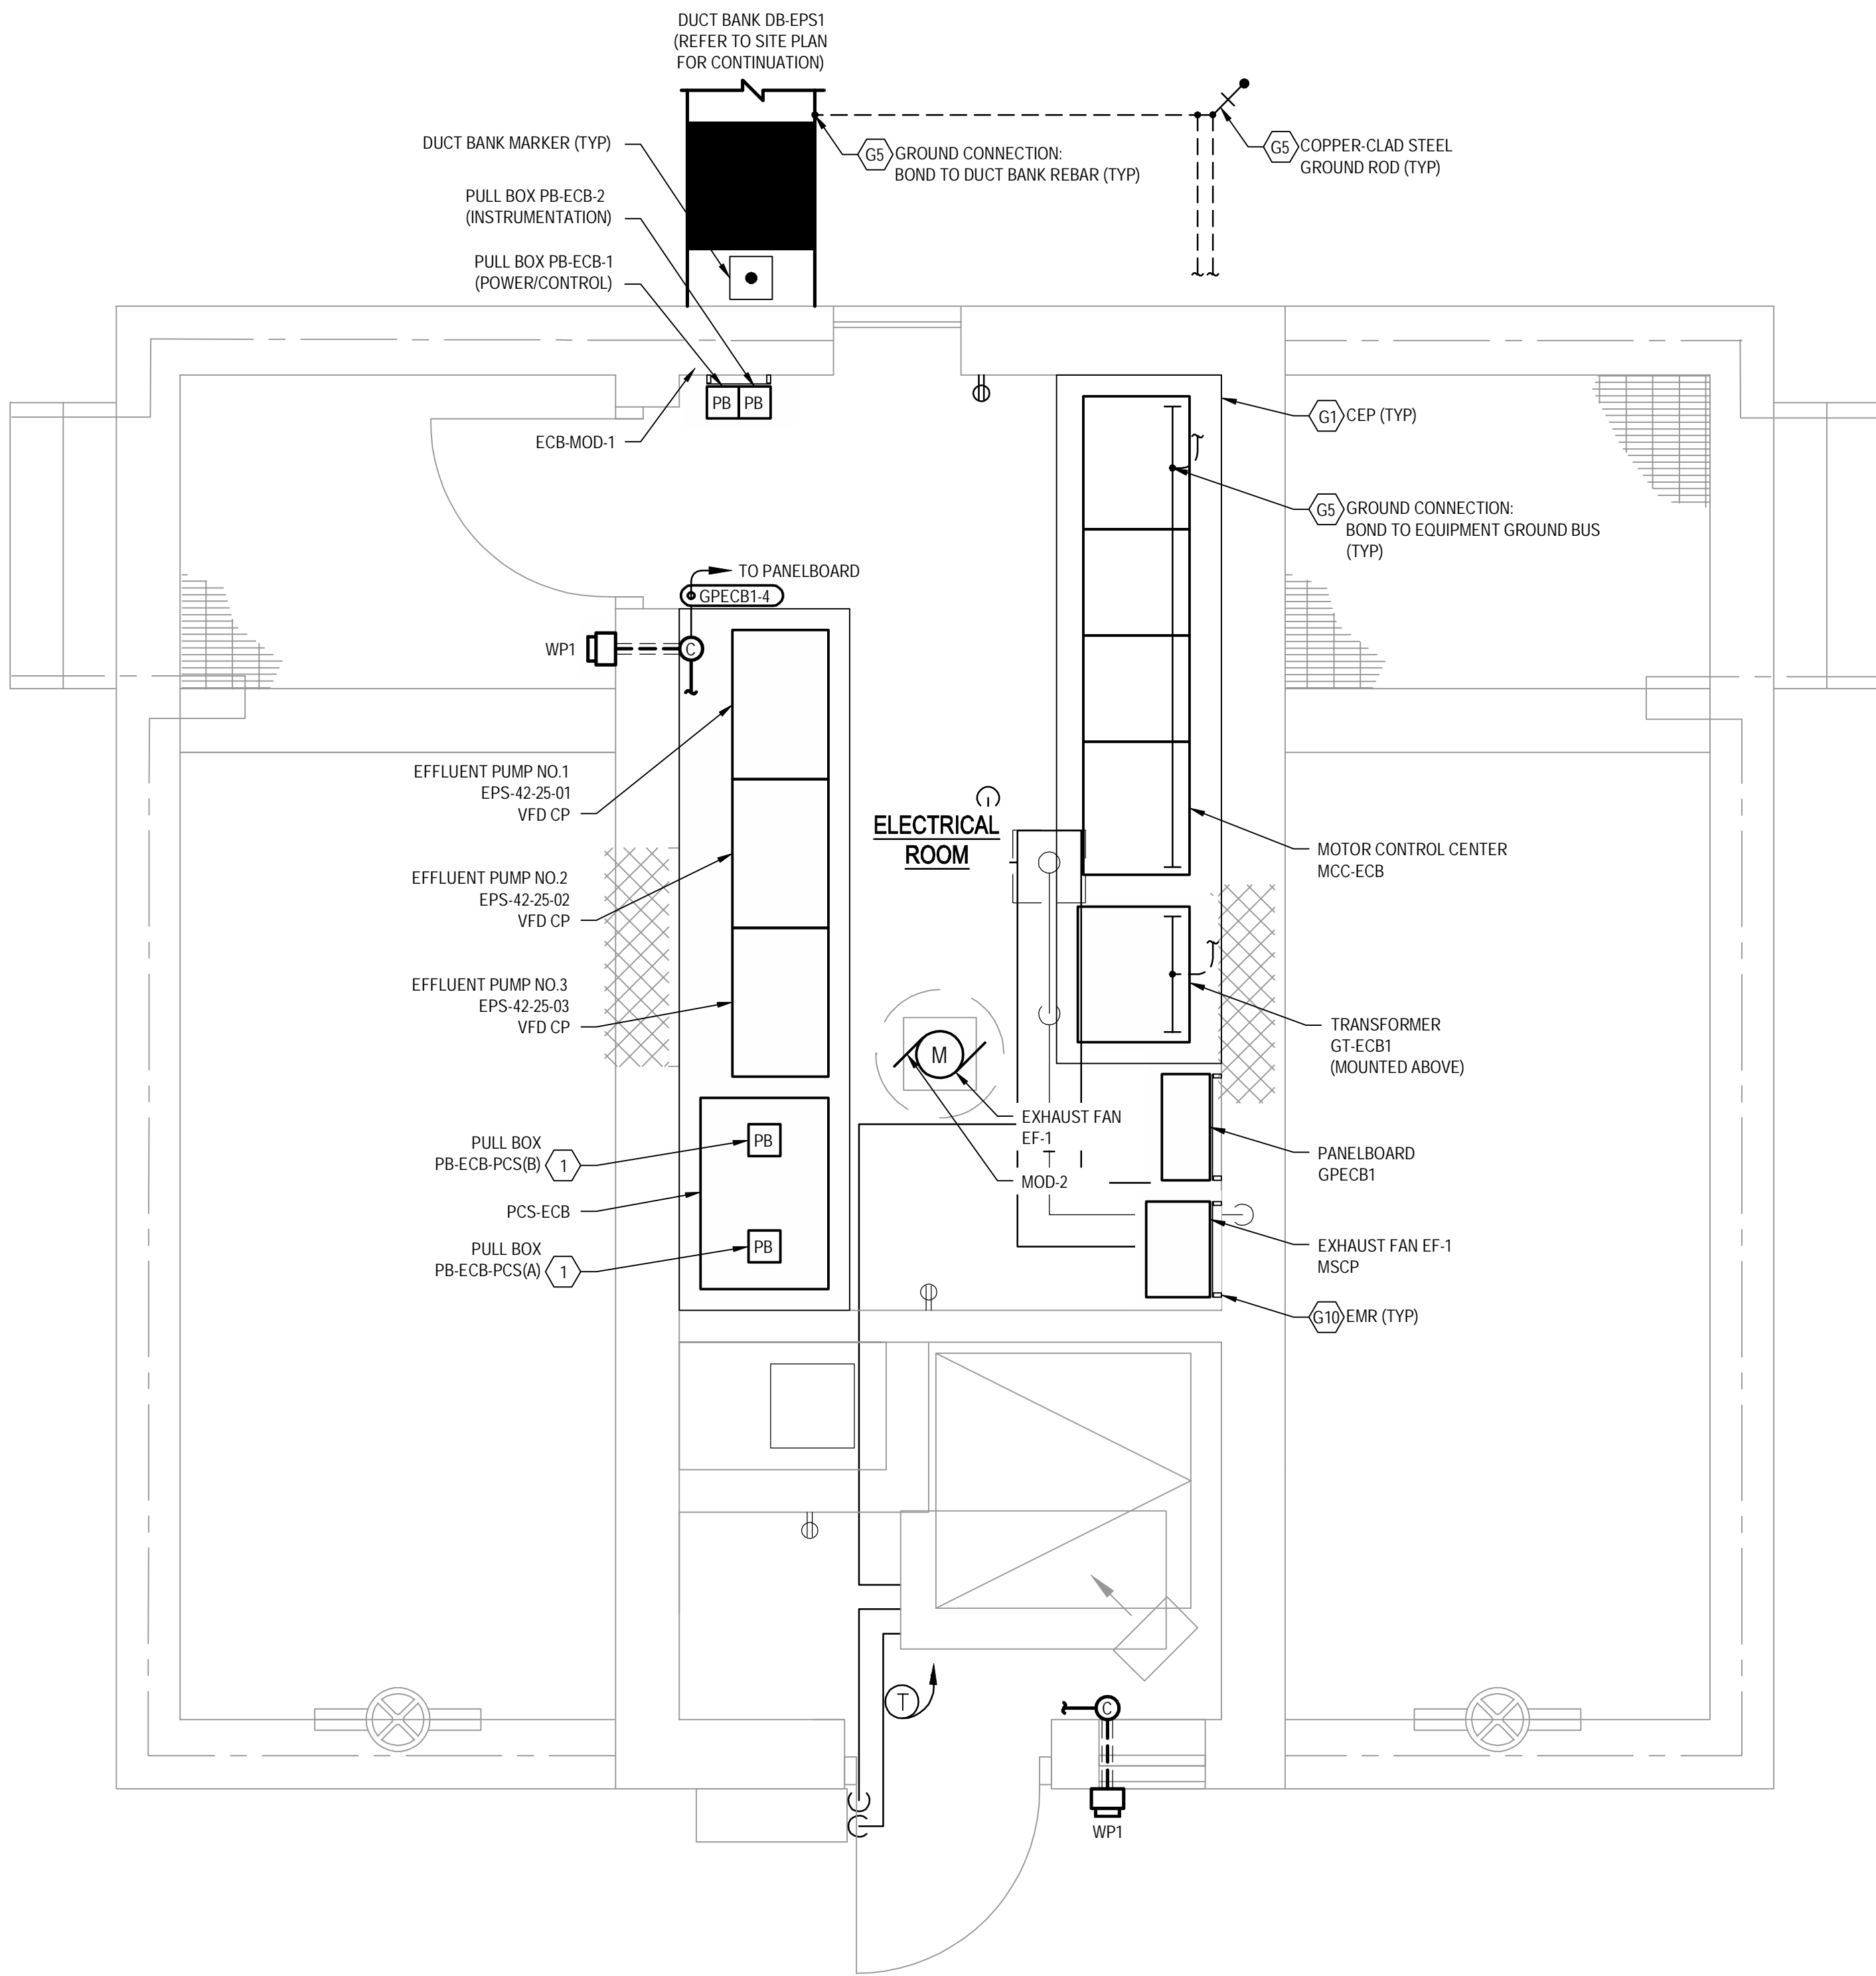 DUCT BANK DB-EPS1
(REFER TO SITE PLAN
FOR CONTINUATION)
DUCT BANK MARKER (TYP)
G5
GROUND CONNECTION:
BOND TO DUCT BANK REBAR (TYP)
G5
COPPER-CLAD STEEL
GROUND ROD (TYP)
PULL BOX PB-ECB-2
(INSTRUMENTATION)
PULL BOX PB-ECB-1
(POWER/CONTROL)
PB
PB
ECB-MOD-1
G1
CEP (TYP)
G5
GROUND CONNECTION:
BOND TO EQUIPMENT GROUND BUS
(TYP)
TO PANELBOARD
GPECB1-4
WP1
C
EFFLUENT PUMP NO.1
EPS-42-25-01
VFD CP
ELECTRICAL
ROOM
MOTOR CONTROL CENTER
MCC-ECB
EFFLUENT PUMP NO.2
EPS-42-25-02
VFD CP
EFFLUENT PUMP NO.3
EPS-42-25-03
VFD CP
M
TRANSFORMER
GT-ECB1
(MOUNTED ABOVE)
EXHAUST FAN
EF-1
MOD-2
PULL BOX
PB-ECB-PCS(B)
1
PB
PANELBOARD
GPECB1
PCS-ECB
PULL BOX
PB-ECB-PCS(A)
1
PB
EXHAUST FAN EF-1
MSCP
G10
EMR (TYP)
T
C
WP1